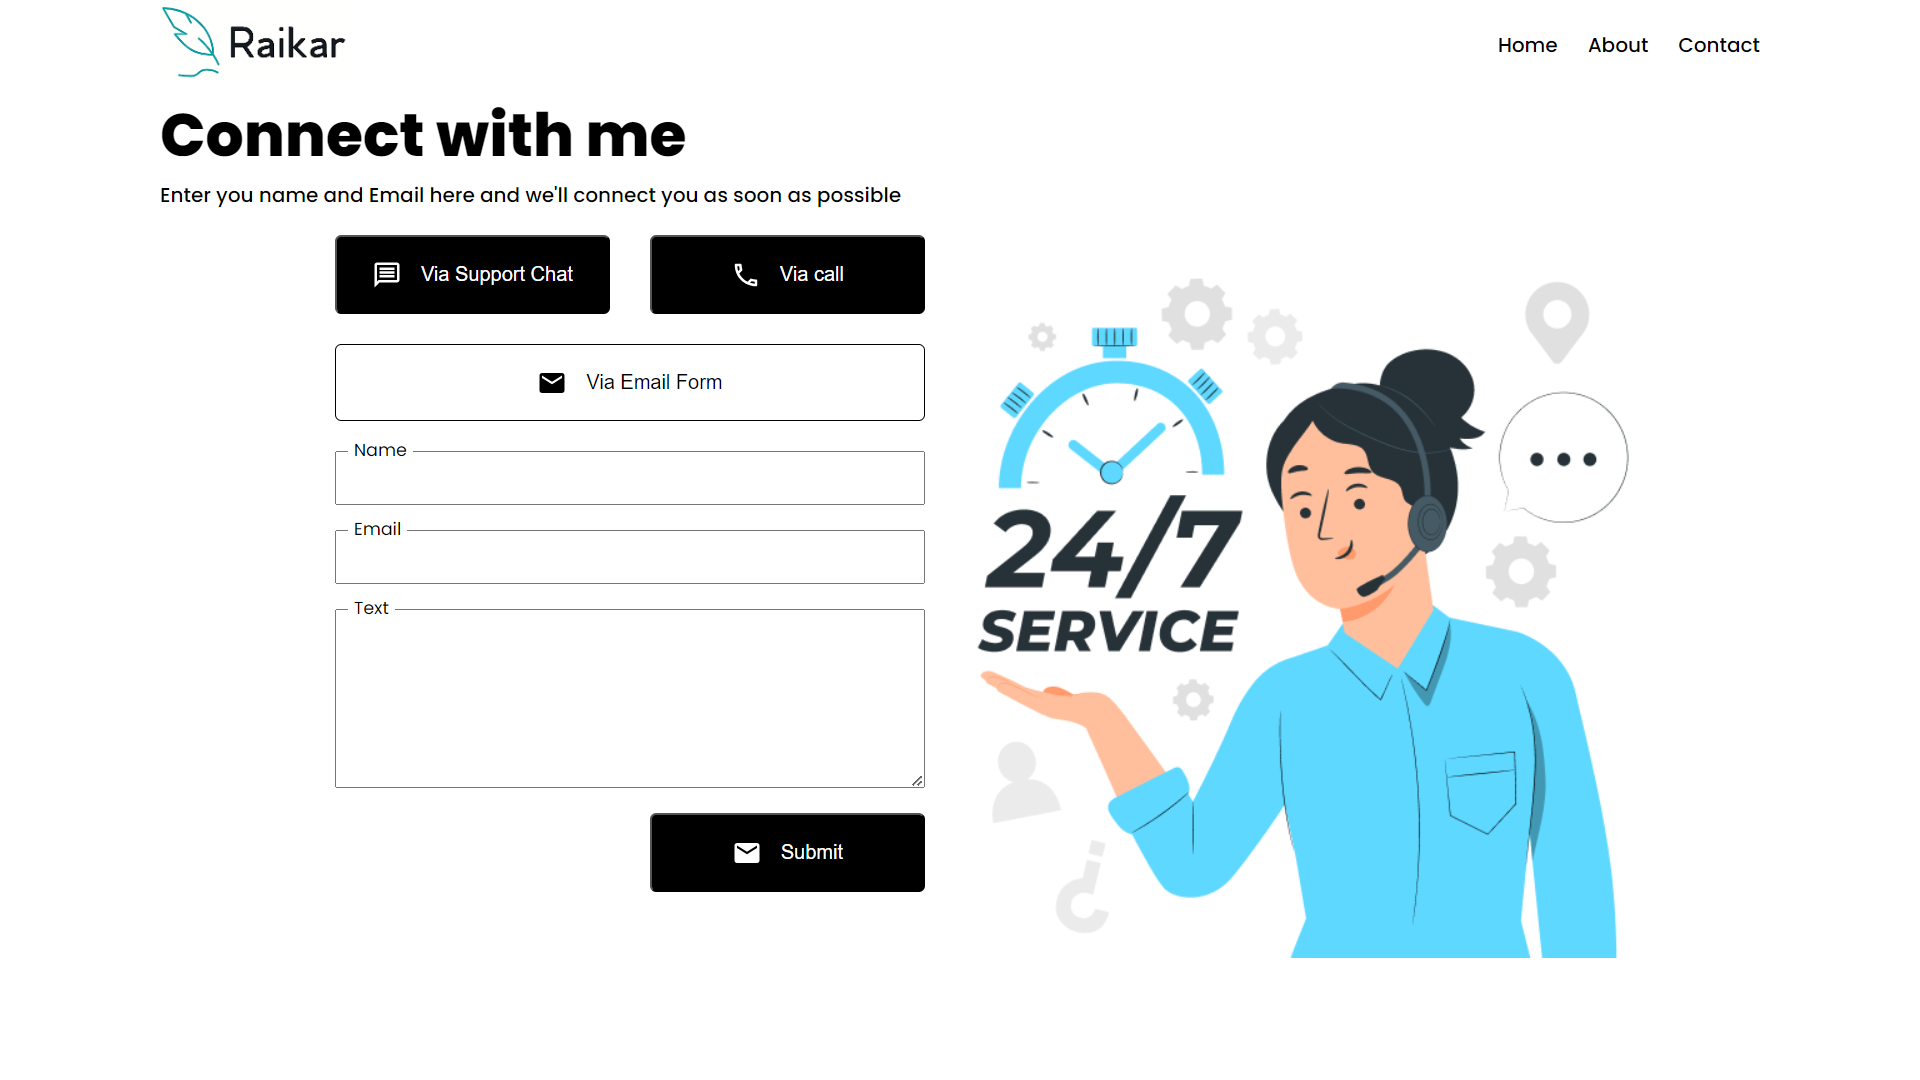 Raikar
Home About Contact
Connect with me
Enter you name and Email here and we'll connect you as soon as possible
Via Support Chat
Via call
Via Email Form
Name
Email
Text
Submit
24/7
SERVICE